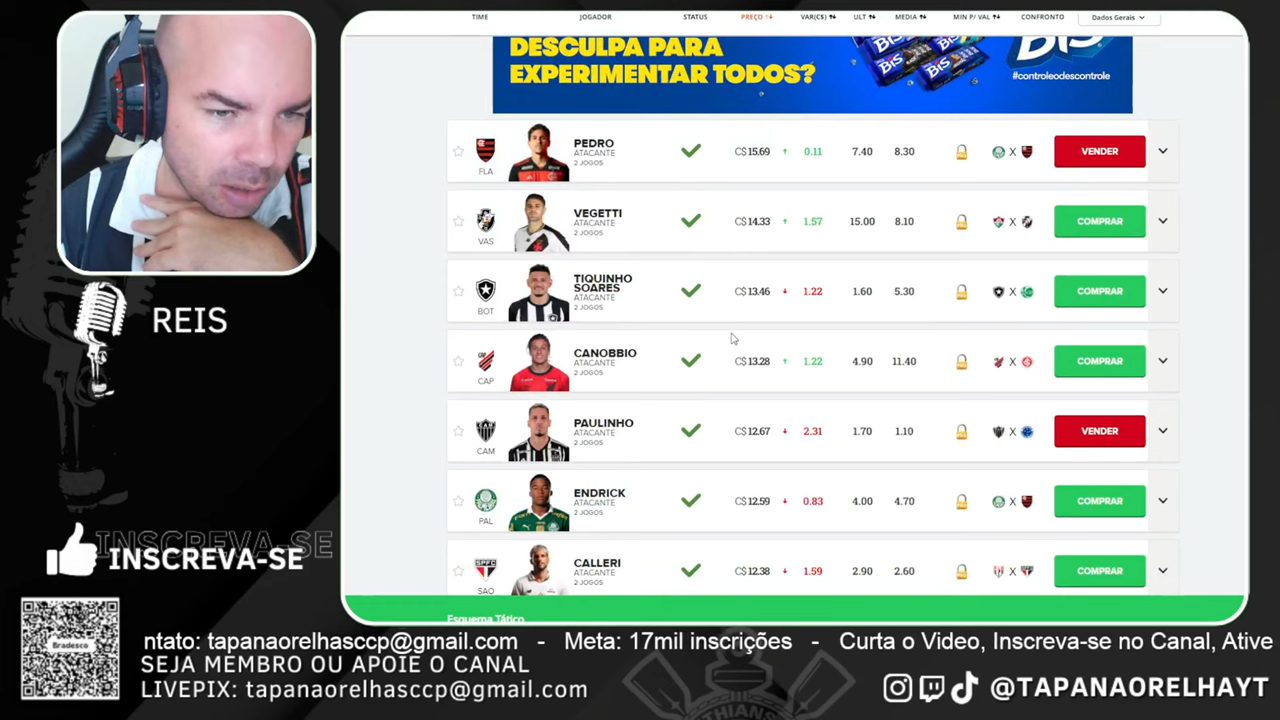 TIME JOGADOR STATUS PREÇO VAR(C$) ULT MEDIA MIN P/ VAL CONFRONTO Dados Gerais
DESCULPA PARA
EXPERIMENTAR TODOS?
BIS
#controleodescontrole
PEDRO
ATACANTE
2 JOGOS
FLA
C$ 15.69 0.11 7.40 8.30 X VENDER
VEGETTI
ATACANTE
2 JOGOS
VAS
C$ 14.33 1.57 15.00 8.10 X COMPRAR
TIQUINHO
SOARES
ATACANTE
2 JOGOS
BOT
C$ 13.46 1.22 1.60 5.30 X COMPRAR
CANOBBIO
ATACANTE
2 JOGOS
CAP
C$ 13.28 1.22 4.90 11.40 X COMPRAR
PAULINHO
ATACANTE
2 JOGOS
CAM
C$ 12.67 2.31 1.70 1.10 X VENDER
ENDRICK
ATACANTE
2 JOGOS
PAL
C$ 12.59 0.83 4.00 4.70 X COMPRAR
CALLERI
ATACANTE
2 JOGOS
SPFC
SAO
C$ 12.38 1.59 2.90 2.60 X COMPRAR
Esquema Tático
REIS
INSCREVA-SE
INSCREVA-SE
Bradesco
ntato: tapanaorelhasccp@gmail.com - Meta: 17mil inscrições - Curta o Video, Inscreva-se no Canal, Ative
SEJA MEMBRO OU APOIE O CANAL
LIVEPIX: tapanaorelhasccp@gmail.com
@TAPANAORELHAYT